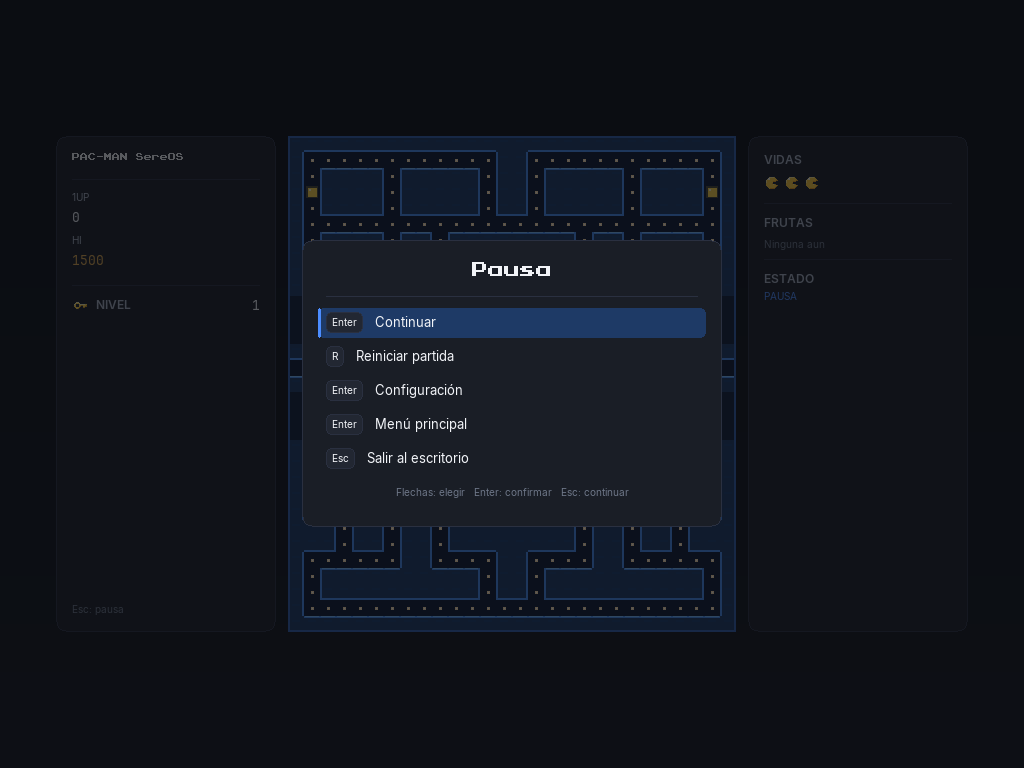 PAC-MAN SereOS
1UP
0
HI
1500
NIVEL 1
Esc: pausa
Pausa
Enter Continuar
R Reiniciar partida
Enter Configuración
Enter Menú principal
Esc Salir al escritorio
Flechas: elegir Enter: confirmar Esc: continuar
VIDAS
FRUTAS
Ninguna aun
ESTADO
PAUSA